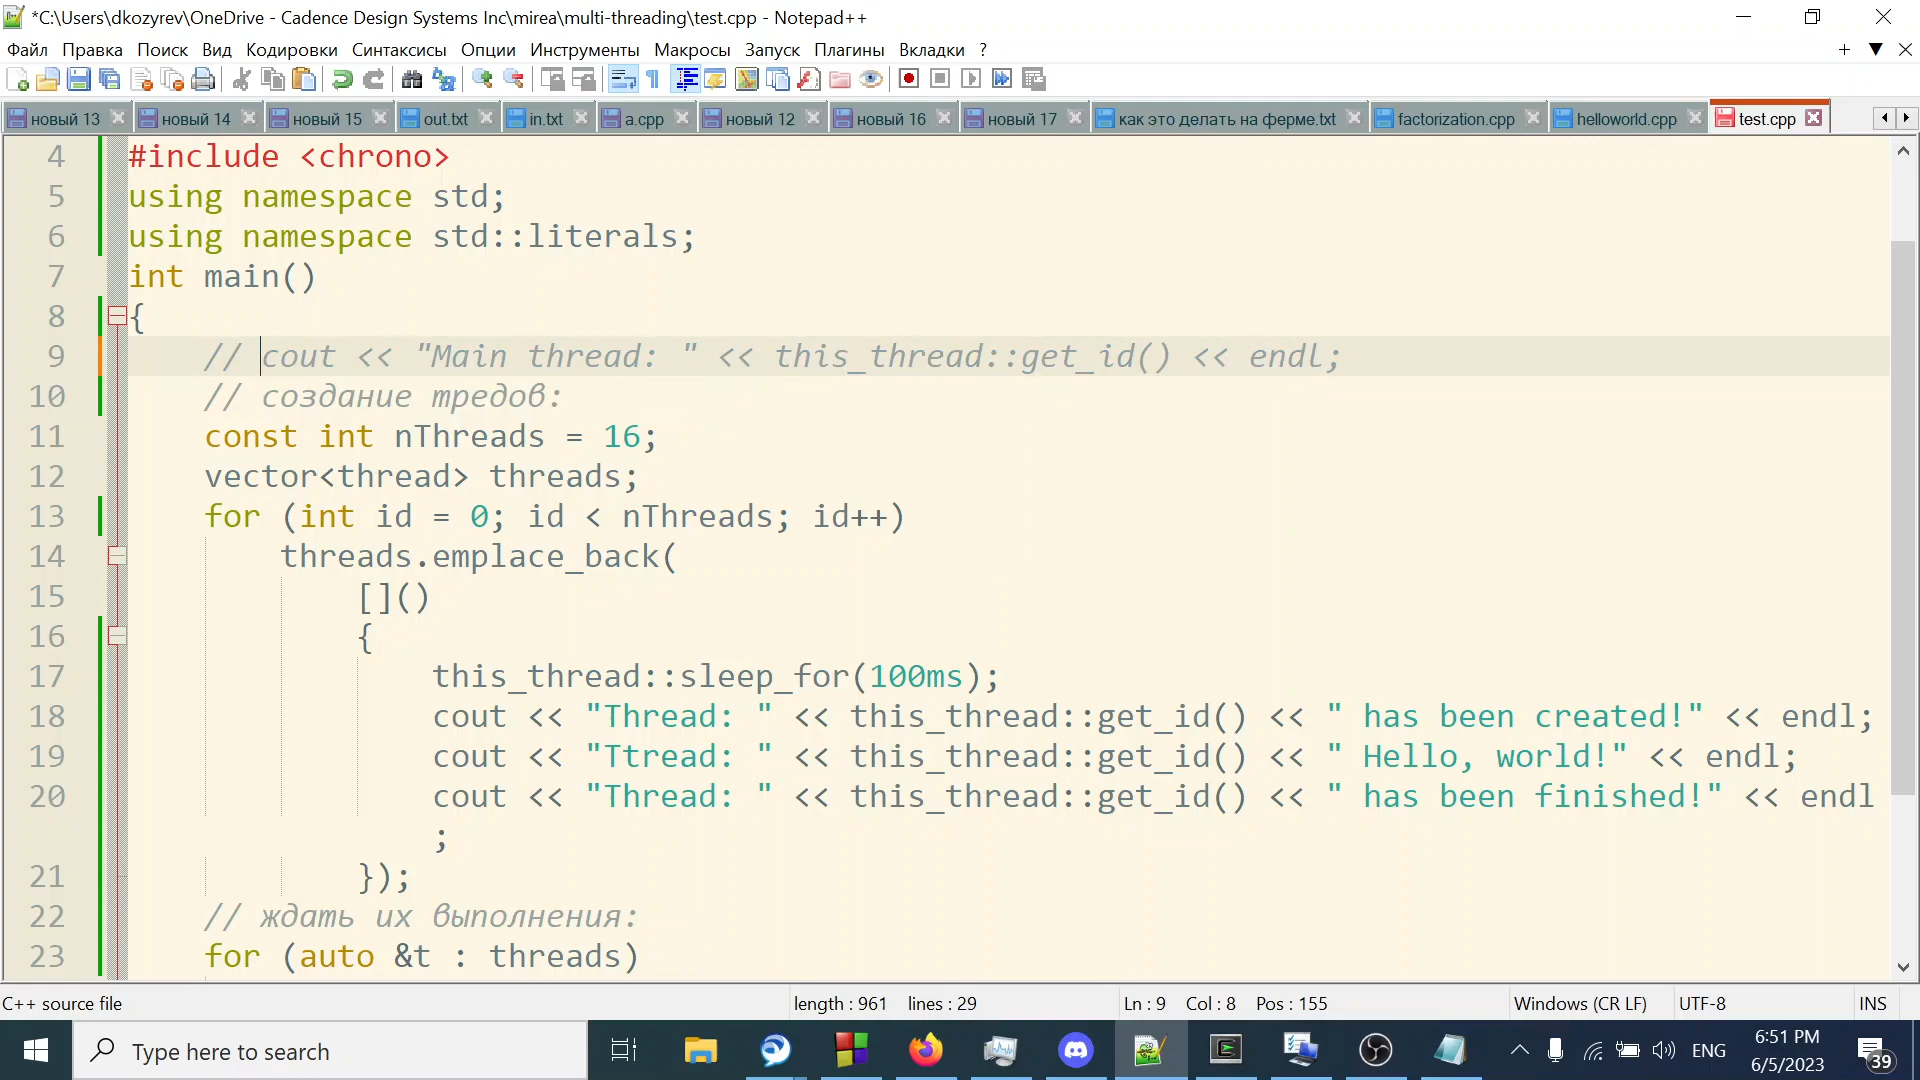 *C:\Users\dkozyrev\OneDrive - Cadence Design Systems Inc\mirea\multi-threading\test.cpp - Notepad++
Файл Правка Поиск Вид Кодировки Синтаксисы Опции Инструменты Макросы Запуск Плагины Вкладки ?
новый 13 новый 14 новый 15 out.txt in.txt a.cpp новый 12 новый 16 новый 17 как это делать на ферме.txt factorization.cpp helloworld.cpp test.cpp
4 #include <chrono>
5 using namespace std;
6 using namespace std::literals;
7 int main()
8 {
9 // cout << "Main thread: " << this_thread::get_id() << endl;
10 // создание тредов:
11 const int nThreads = 16;
12 vector<thread> threads;
13 for (int id = 0; id < nThreads; id++)
14 threads.emplace_back(
15 []()
16 {
17 this_thread::sleep_for(100ms);
18 cout << "Thread: " << this_thread::get_id() << " has been created!" << endl;
19 cout << "Ttread: " << this_thread::get_id() << " Hello, world!" << endl;
20 cout << "Thread: " << this_thread::get_id() << " has been finished!" << endl
;
21 });
22 // ждать их выполнения:
23 for (auto &t : threads)
C++ source file length : 961 lines : 29 Ln : 9 Col : 8 Pos : 155 Windows (CR LF) UTF-8 INS
Type here to search ENG 6:51 PM
6/5/2023 39